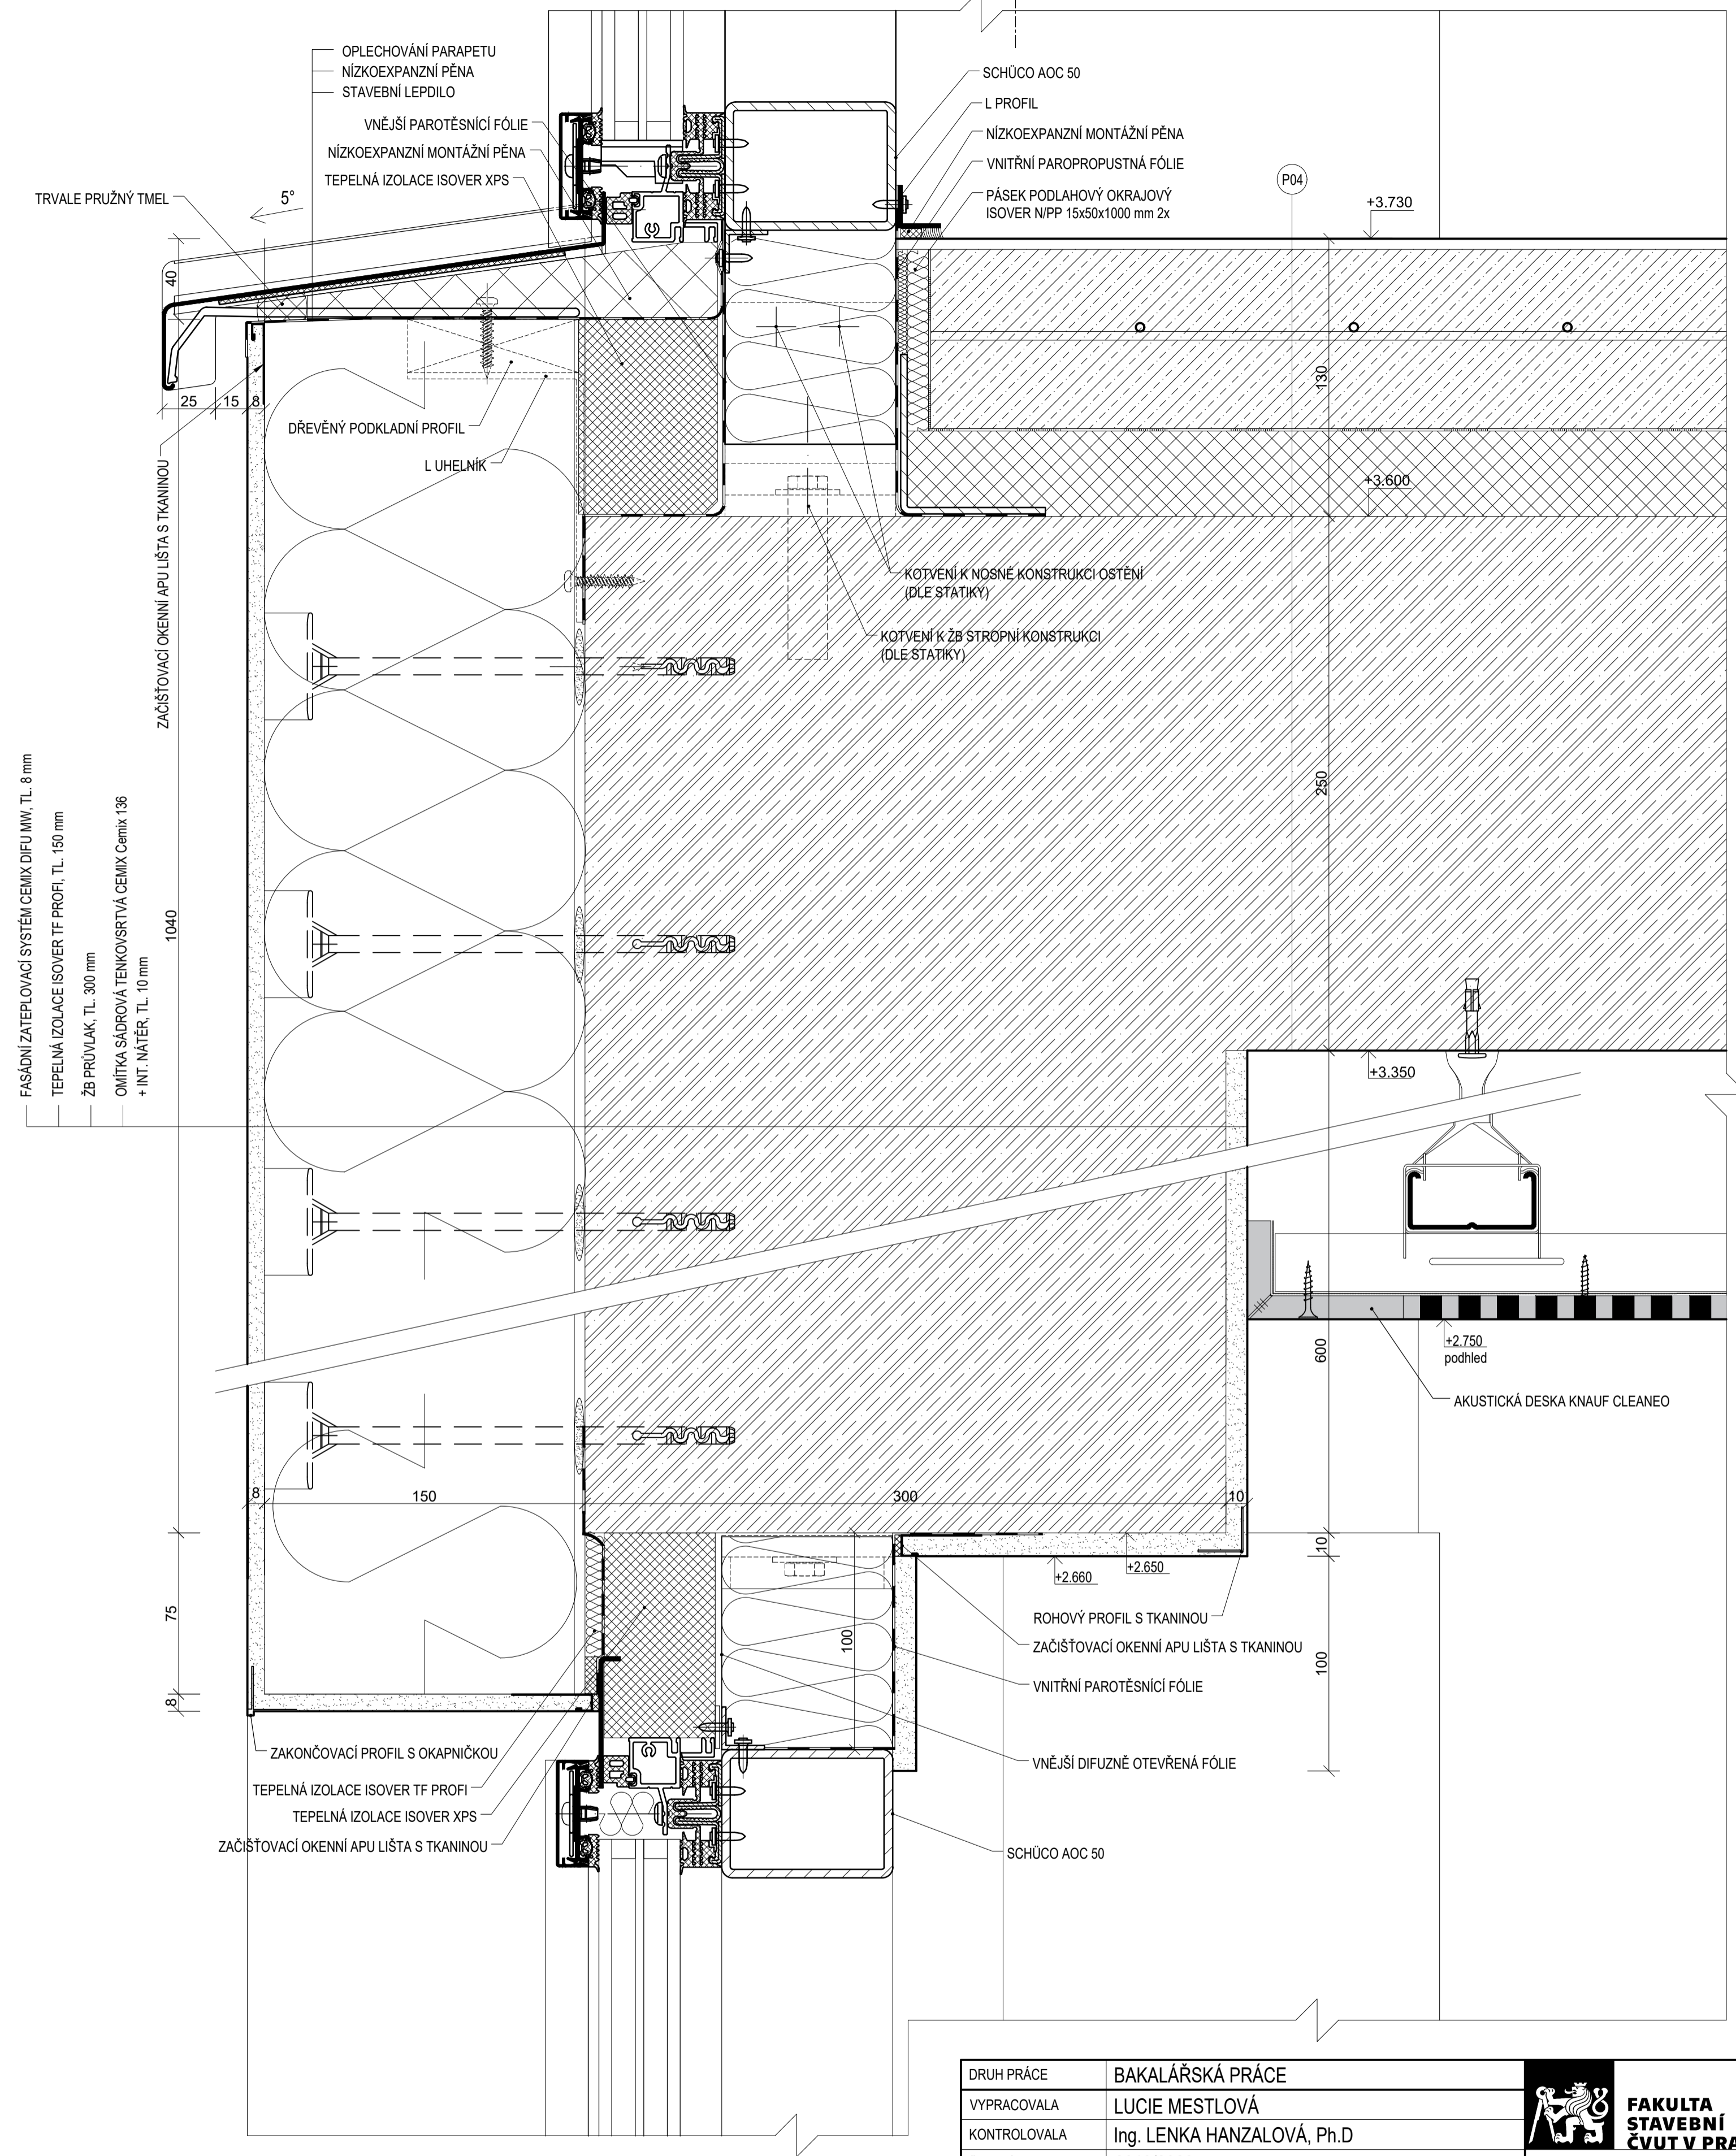 OPLECHOVÁNÍ PARAPETU
NÍZKOEXPANZNÍ PĚNA
STAVEBNÍ LEPDILO
VNĚJŠÍ PAROTĚSNÍCÍ FÓLIE
NÍZKOEXPANZNÍ MONTÁŽNÍ PĚNA
TEPELNÁ IZOLACE ISOVER XPS
TRVALE PRUŽNÝ TMEL
5°
SCHÜCO AOC 50
L PROFIL
NÍZKOEXPANZNÍ MONTÁŽNÍ PĚNA
VNITŘNÍ PAROPROPUSTNÁ FÓLIE
PÁSEK PODLAHOVÝ OKRAJOVÝ
ISOVER N/PP 15x50x1000 mm 2x
P04
+3.730
40
130
25
15
8
DŘEVĚNÝ PODKLADNÍ PROFIL
L UHELNÍK
+3.600
ZAČIŠŤOVACÍ OKENNÍ APU LIŠTA S TKANINOU
KOTVENÍ K NOSNÉ KONSTRUKCI OSTĚNÍ
(DLE STATIKY)
KOTVENÍ K ŽB STROPNÍ KONSTRUKCI
(DLE STATIKY)
FASÁDNÍ ZATEPLOVACÍ SYSTÉM CEMIX DIFU MW, TL. 8 mm
TEPELNÁ IZOLACE ISOVER TF PROFI, TL. 150 mm
ŽB PRŮVLAK, TL. 300 mm
OMÍTKA SÁDROVÁ TENKOVSRTVÁ CEMIX Cemix 136
+ INT. NÁTĚR, TL. 10 mm
1040
250
+3.350
600
+2.750
podhled
AKUSTICKÁ DESKA KNAUF CLEANEO
8
150
300
10
10
+2.660
+2.650
75
8
100
100
ROHOVÝ PROFIL S TKANINOU
ZAČIŠŤOVACÍ OKENNÍ APU LIŠTA S TKANINOU
VNITŘNÍ PAROTĚSNÍCÍ FÓLIE
VNĚJŠÍ DIFUZNĚ OTEVŘENÁ FÓLIE
ZAKONČOVACÍ PROFIL S OKAPNIČKOU
TEPELNÁ IZOLACE ISOVER TF PROFI
TEPELNÁ IZOLACE ISOVER XPS
ZAČIŠŤOVACÍ OKENNÍ APU LIŠTA S TKANINOU
SCHÜCO AOC 50
DRUH PRÁCE
BAKALÁŘSKÁ PRÁCE
VYPRACOVALA
LUCIE MESTLOVÁ
KONTROLOVALA
Ing. LENKA HANZALOVÁ, Ph.D
FAKULTA
STAVEBNÍ
ČVUT V PRA